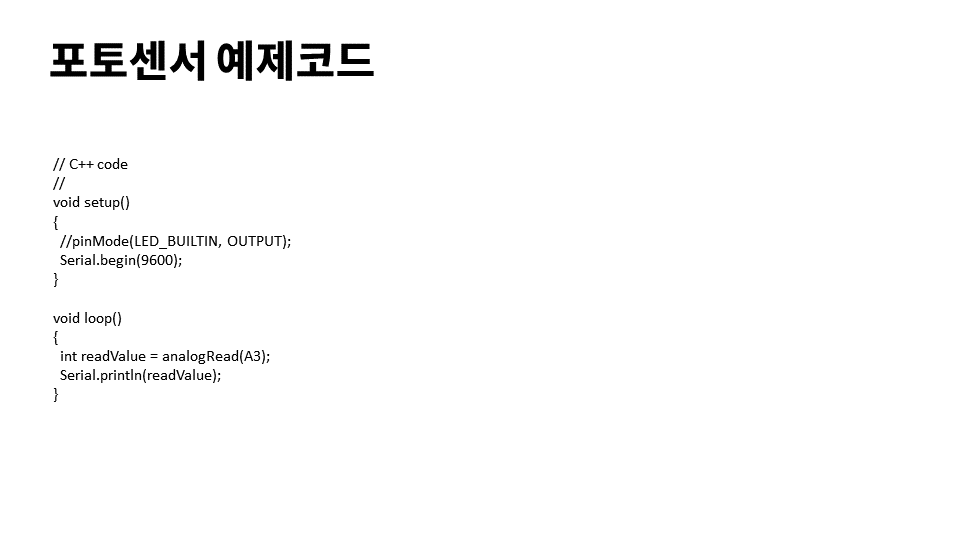 포토센서 예제코드
// C++ code
//
void setup()
{
  //pinMode(LED_BUILTIN, OUTPUT);
  Serial.begin(9600);
}

void loop()
{
  int readValue = analogRead(A3);
  Serial.println(readValue);
}